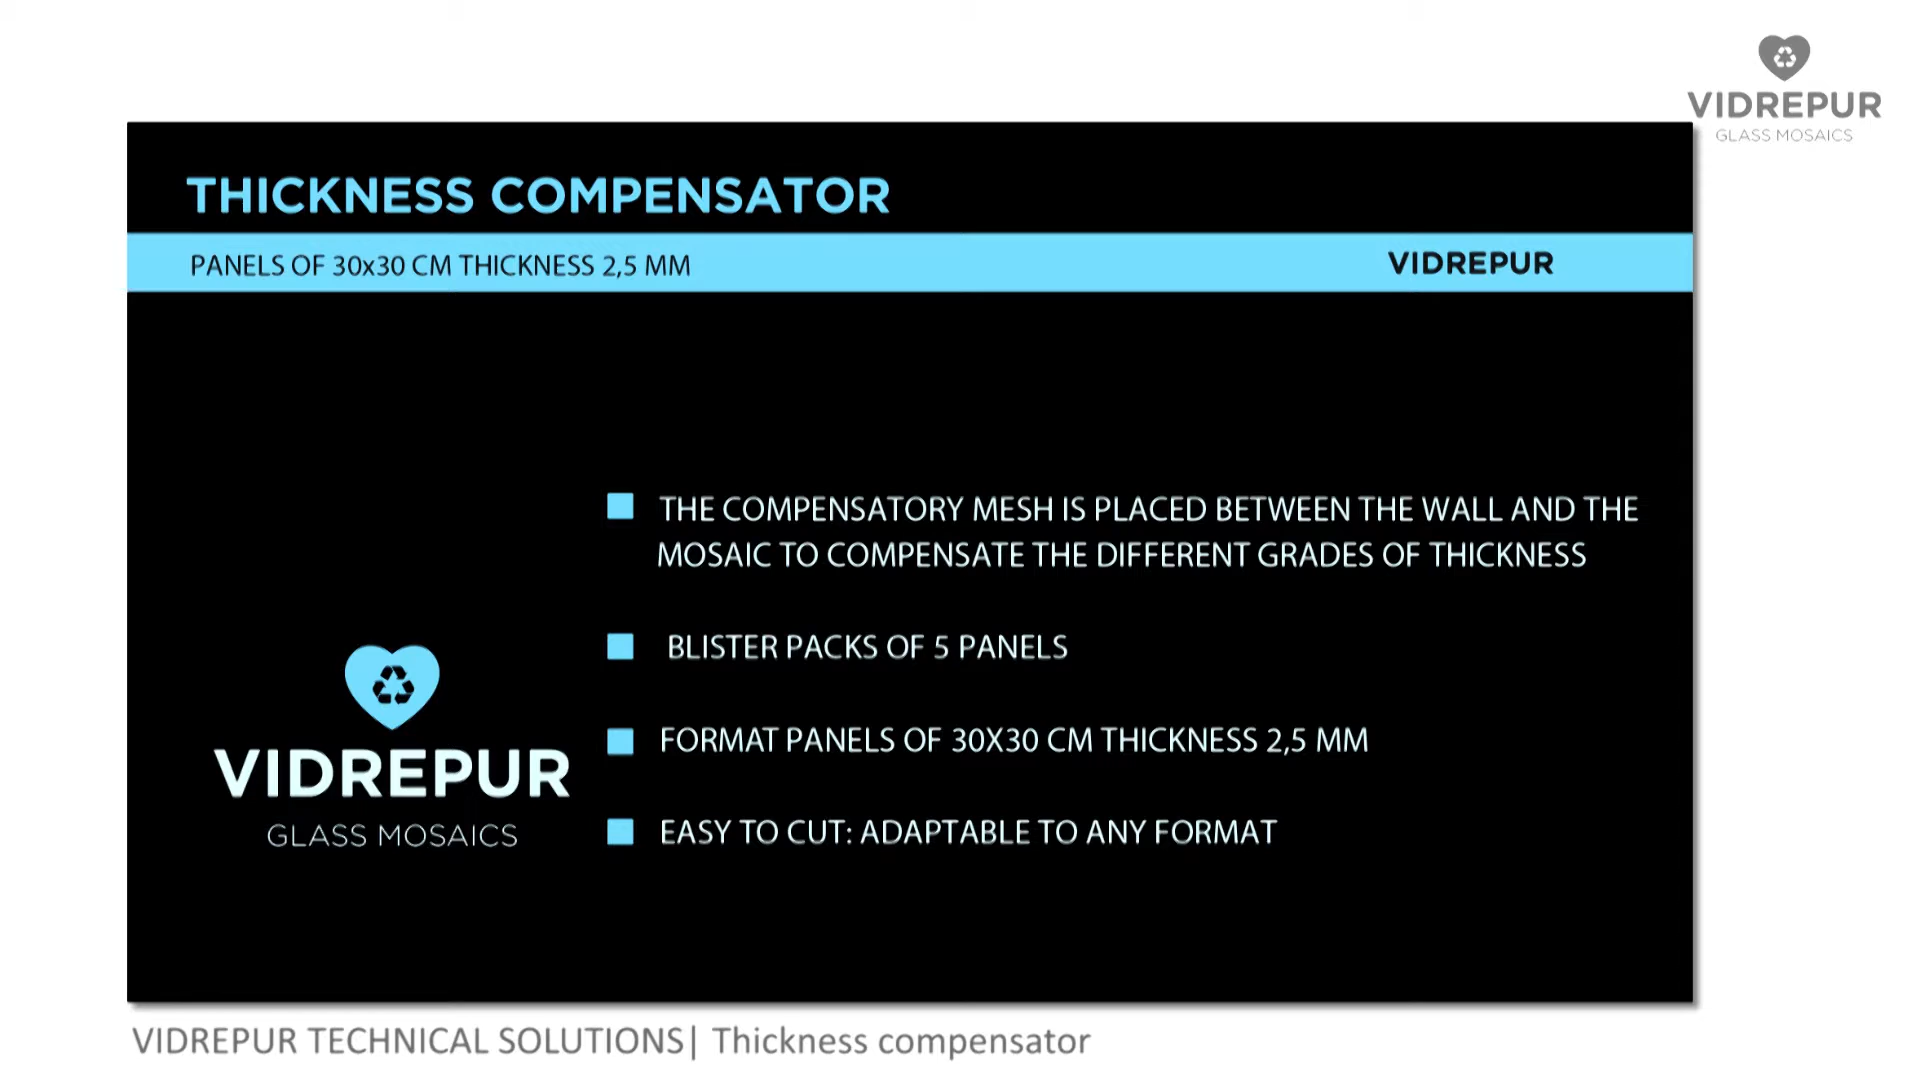 VIDREPUR
GLASS MOSAICS
THICKNESS COMPENSATOR
PANELS OF 30x30 CM THICKNESS 2,5 MM
VIDREPUR
THE COMPENSATORY MESH IS PLACED BETWEEN THE WALL AND THE
MOSAIC TO COMPENSATE THE DIFFERENT GRADES OF THICKNESS
BLISTER PACKS OF 5 PANELS
FORMAT PANELS OF 30X30 CM THICKNESS 2,5 MM
EASY TO CUT: ADAPTABLE TO ANY FORMAT
VIDREPUR
GLASS MOSAICS
VIDREPUR TECHNICAL SOLUTIONS| Thickness compensator